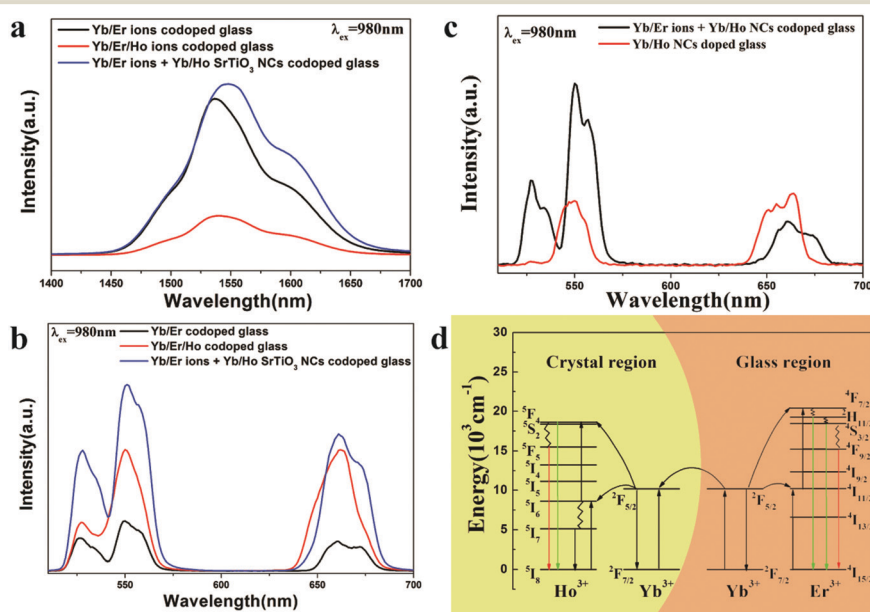 a
Yb/Er ions codoped glass
Yb/Er/Ho ions codoped glass
Yb/Er ions + Yb/Ho SrTiO₃ NCs codoped glass
λex=980nm
Intensity(a.u.)
1400 1450 1500 1550 1600 1650 1700
Wavelength(nm)
c
λex=980nm
Yb/Er ions + Yb/Ho NCs codoped glass
Yb/Ho NCs doped glass
Intensity(a.u.)
550 600 650 700
Wavelength(nm)
b
λex=980nm
Yb/Er codoped glass
Yb/Er/Ho codoped glass
Yb/Er ions + Yb/Ho SrTiO₃ NCs codoped glass
Intensity(a.u.)
550 600 650 700
Wavelength(nm)
d
Energy(10³cm⁻¹)
30
25
20
15
10
5
0
Crystal region
Glass region
⁵F₄
⁵S₂
⁵F₅
⁵I₄
⁵I₅
⁵I₆
⁵I₇
⁵I₈
²F₅/₂
²F₇/₂
²F₅/₂
²F₇/₂
⁴F₇/₂
²H₁₁/₂
⁴S₃/₂
⁴F₉/₂
⁴I₉/₂
⁴I₁₁/₂
⁴I₁₃/₂
⁴I₁₅/₂
Ho³⁺ Yb³⁺ Yb³⁺ Er³⁺